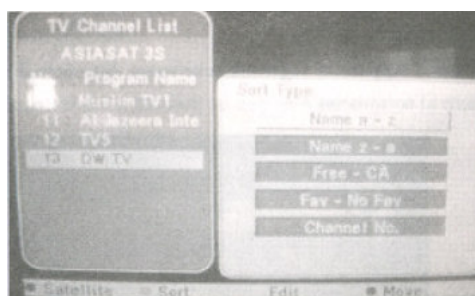 TV Channel List
ASIASAT 3S
No. Program Name
Muslim TV1
11 Al Jazeera Inte
12 TV5
13 DW TV
Sort Type
Name a - z
Name z - a
Free - CA
Fav - No Fav
Channel No.
Satellite Sort Edit Move